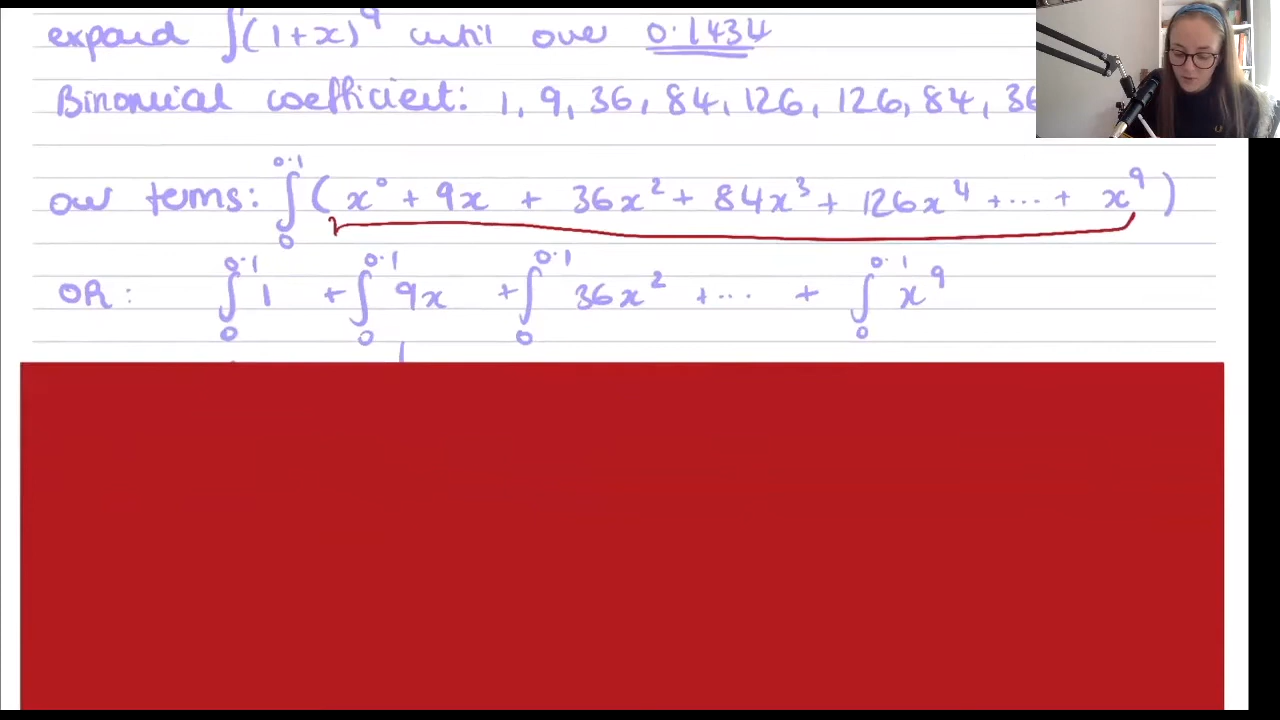 expand ∫(1+x)⁹ until over 0.1434
Binomial coefficient: 1, 9, 36, 84, 126, 126, 84, 36
our terms: ∫₀^0.1 ( x⁰ + 9x + 36x² + 84x³ + 126x⁴ + ... + x⁹ )
OR: ∫₀^0.1 1 + ∫₀^0.1 9x + ∫₀^0.1 36x² + ... + ∫₀^0.1 x⁹